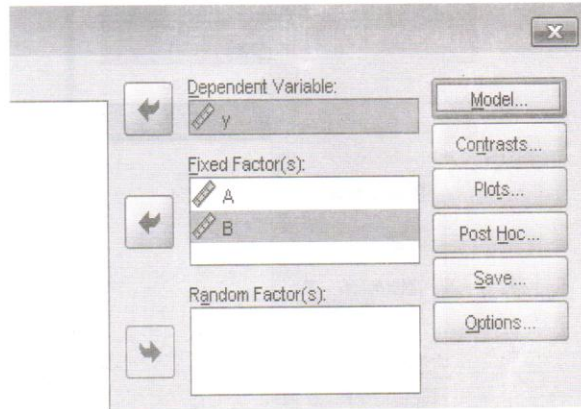 Dependent Variable:
y
Fixed Factor(s):
A
B
Random Factor(s):
Model...
Contrasts...
Plots...
Post Hoc...
Save...
Options...